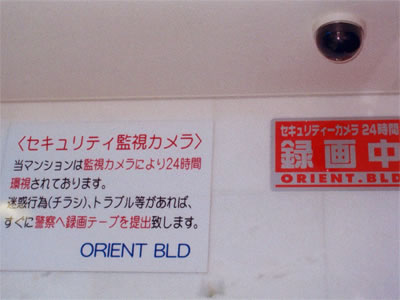 〈セキュリティ監視カメラ〉
当マンションは監視カメラにより24時間
環視されております。
迷惑行為(チラシ)、トラブル等があれば、
すぐに警察へ録画テープを提出致します。
ORIENT BLD
セキュリティーカメラ24時間
録画中
ORIENT.BLD